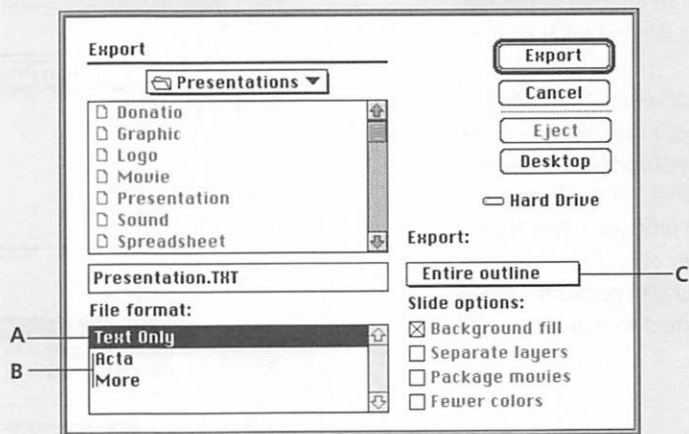 Export
Presentations
Donatio
Graphic
Logo
Movie
Presentation
Sound
Spreadsheet
Presentation.TXT
File format:
Text Only
Acta
More
Export
Cancel
Eject
Desktop
Hard Drive
Export:
Entire outline
Slide options:
Background fill
Separate layers
Package movies
Fewer colors
A
B
C